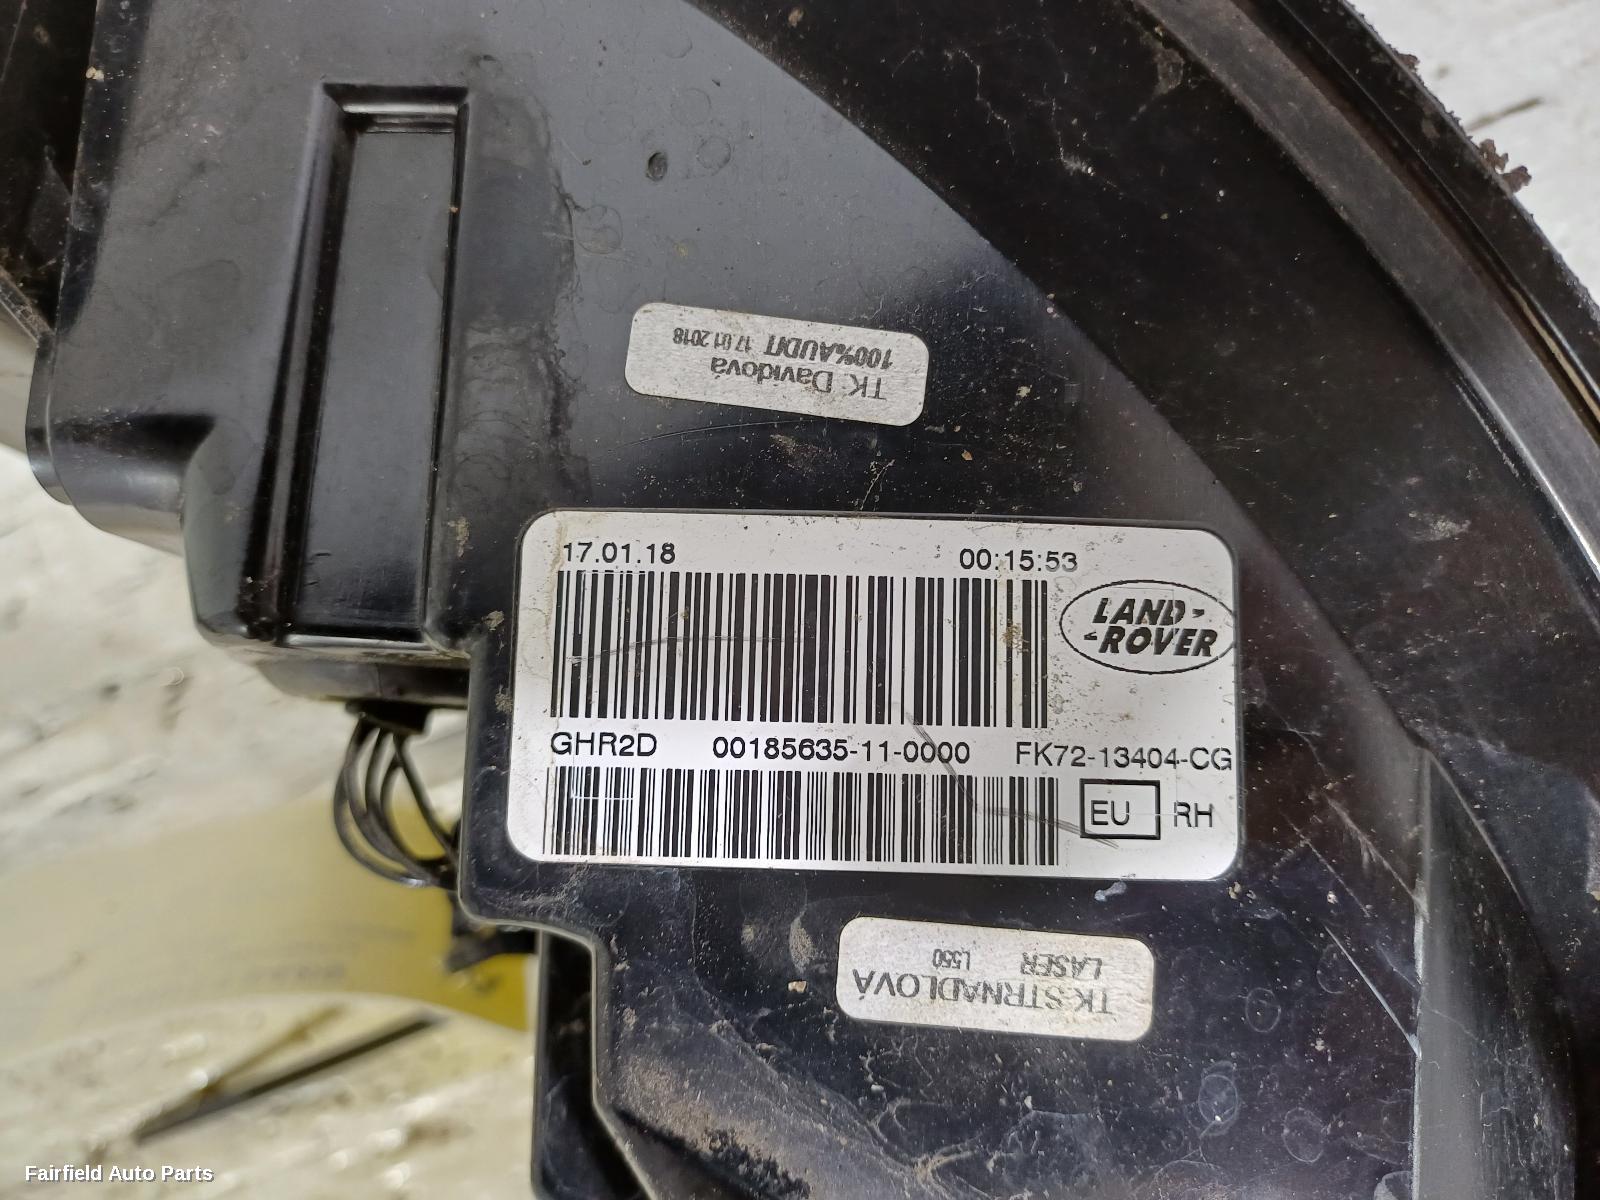 TK Davidová
100%AUDIT 17.01.2018
17.01.18 00:15:53
LAND-
-ROVER
GHR2D 00185635-11-0000 FK72-13404-CG
EU RH
TK STRNADLOVÁ
LASER L550
Fairfield Auto Parts